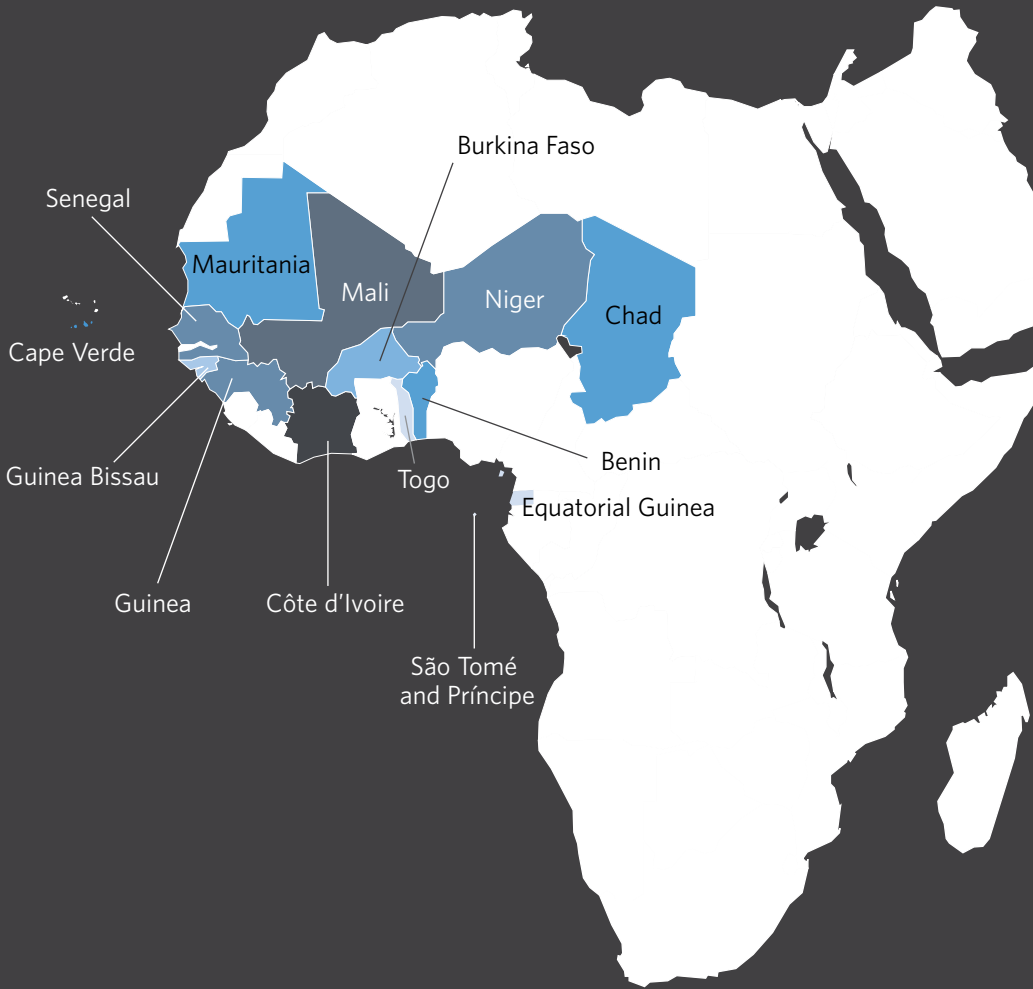 Burkina Faso
Senegal
Mauritania
Mali
Niger
Chad
Cape Verde
Benin
Guinea Bissau
Togo
Equatorial Guinea
Guinea
Côte d'Ivoire
São Tomé
and Príncipe